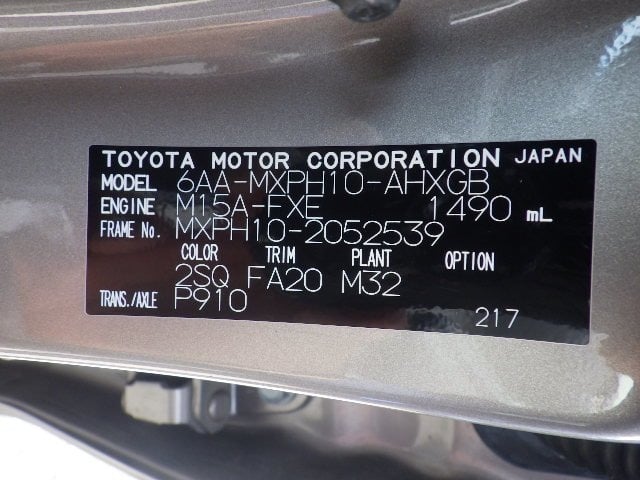 TOYOTA MOTOR CORPORATION JAPAN
MODEL 6AA-MXPH10-AHXGB
ENGINE M15A-FXE 1490 mL
FRAME No. MXPH10-2052539
COLOR TRIM PLANT OPTION
2SQ FA20 M32
TRANS./AXLE P910
217